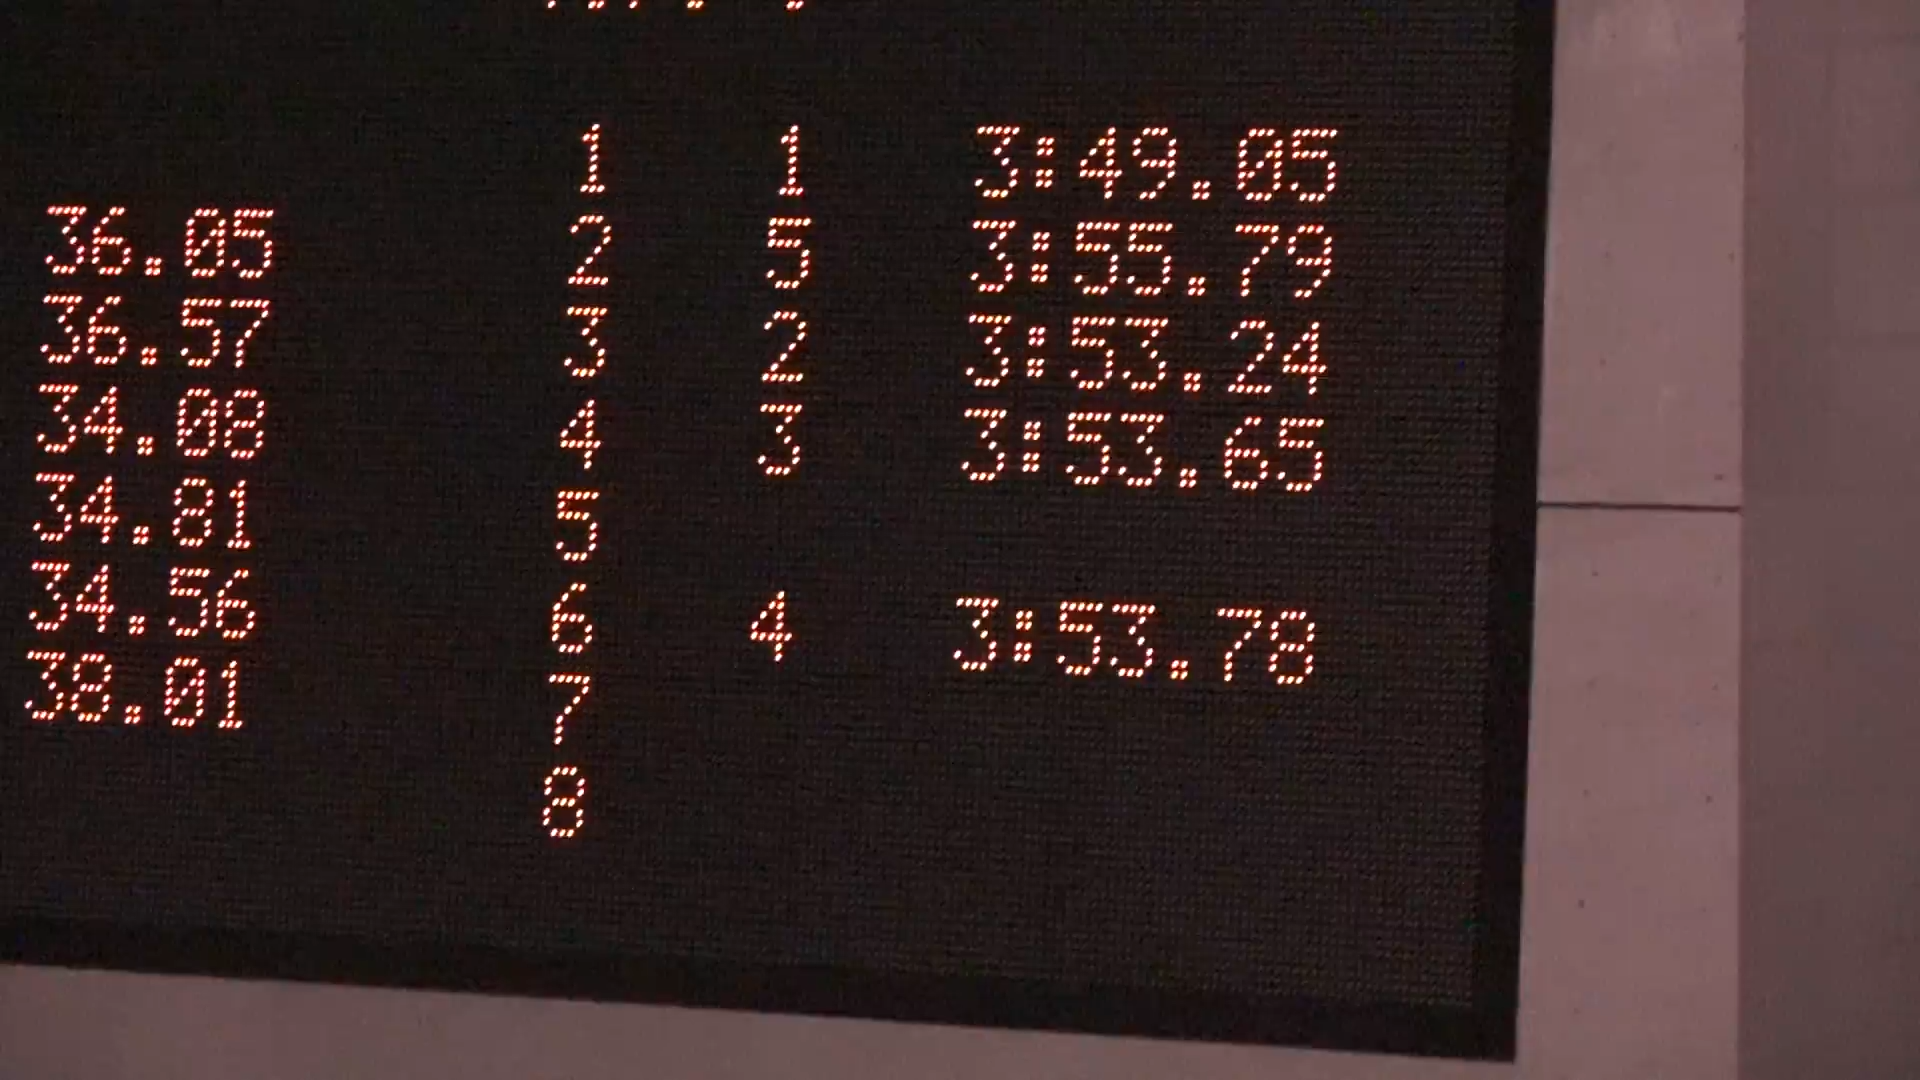 1 1 3:49.05
36.05 2 5 3:55.79
36.57 3 2 3:53.24
34.08 4 3 3:53.65
34.81 5
34.56 6 4 3:53.78
38.01 7
8